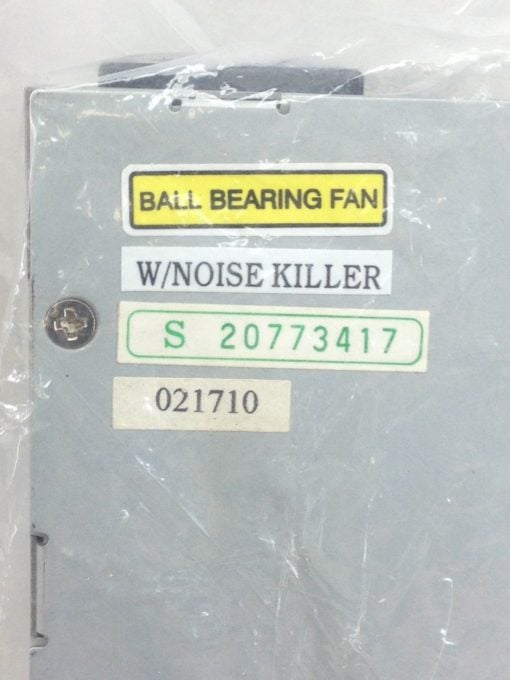 BALL BEARING FAN
W/NOISE KILLER
S 20773417
021710